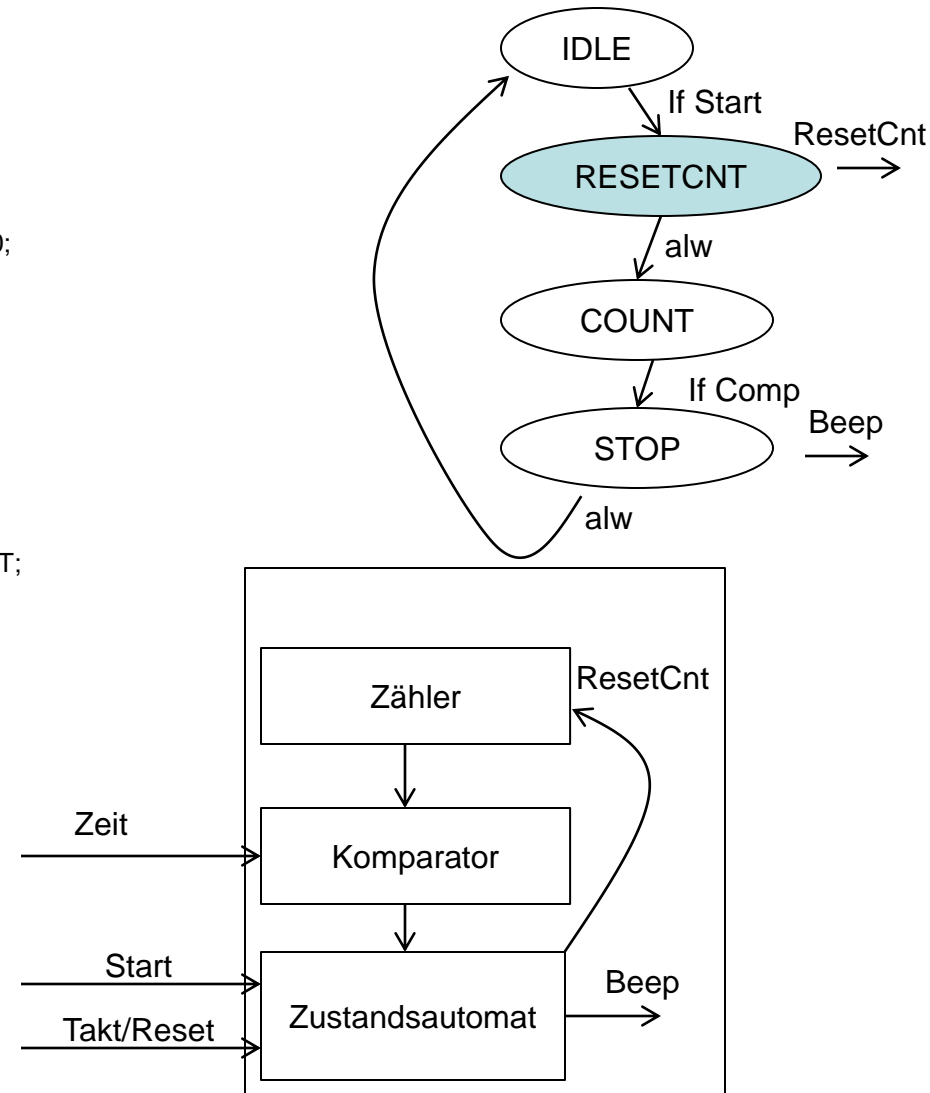 IDLE
If Start
ResetCnt
RESETCNT
alw
COUNT
If Comp
Beep
STOP
alw
T;
ResetCnt
Zähler
Zeit
Komparator
Start
Beep
Zustandsautomat
Takt/Reset